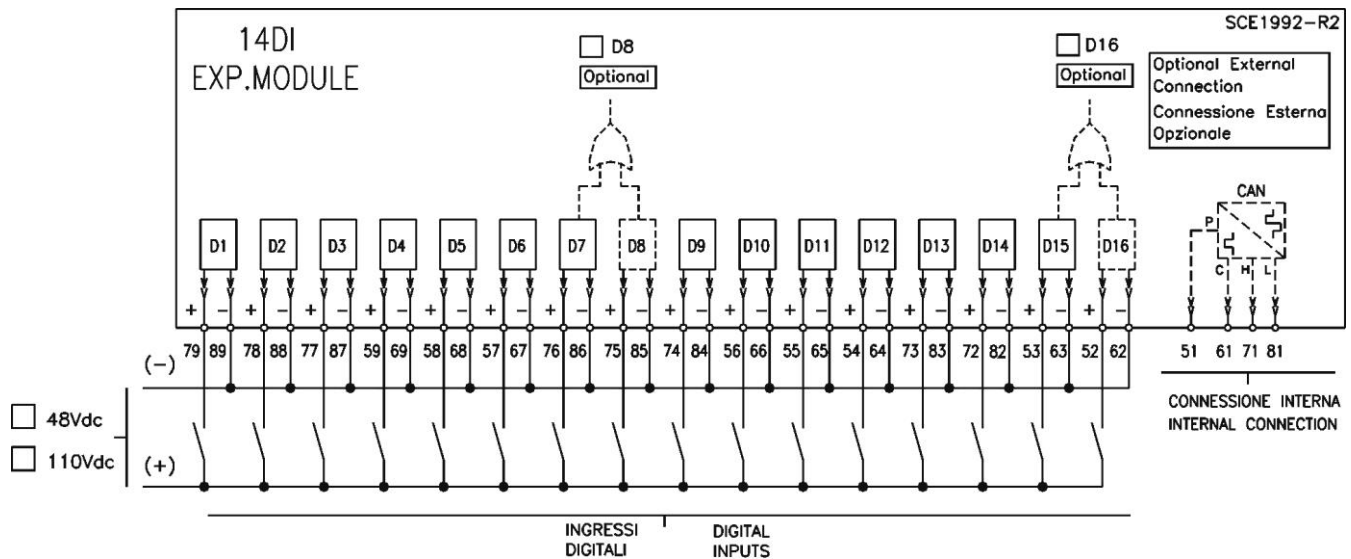 SCE1992-R2
14DI
EXP.MODULE
D8
Optional
D16
Optional
Optional External
Connection
Connessione Esterna
Opzionale
CAN
P
C H L
D1 D2 D3 D4 D5 D6 D7 D8 D9 D10 D11 D12 D13 D14 D15 D16
+ - + - + - + - + - + - + - + - + - + - + - + - + - + - + - + -
79 89 78 88 77 87 59 69 58 68 57 67 76 86 75 85 74 84 56 66 55 65 54 64 73 83 72 82 53 63 52 62 51 61 71 81
(-)
48Vdc
110Vdc
(+)
CONNESSIONE INTERNA
INTERNAL CONNECTION
INGRESSI
DIGITALI
DIGITAL
INPUTS